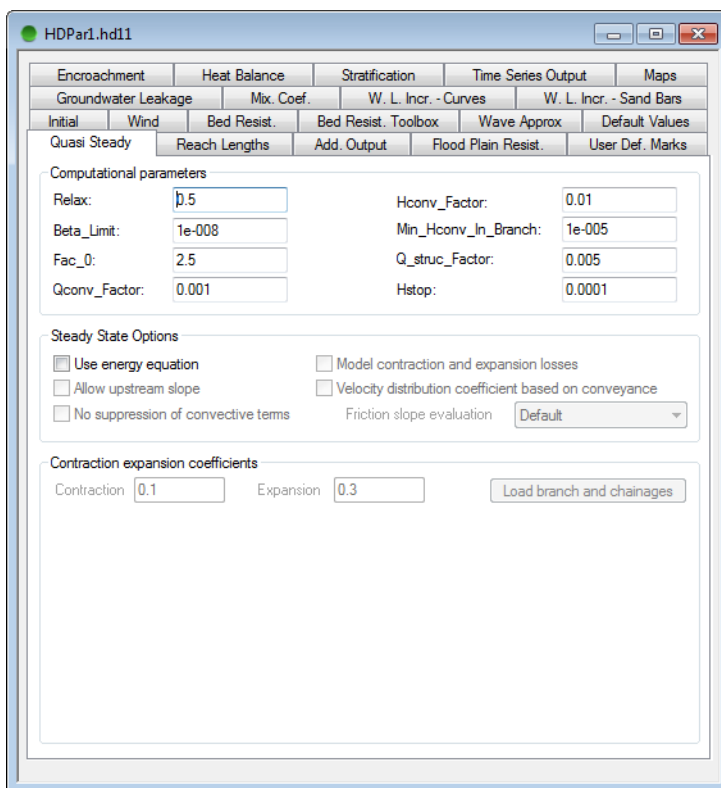 HDPar1.hd11
Encroachment Heat Balance Stratification Time Series Output Maps
Groundwater Leakage Mix. Coef. W. L. Incr. - Curves W. L. Incr. - Sand Bars
Initial Wind Bed Resist. Bed Resist. Toolbox Wave Approx Default Values
Quasi Steady Reach Lengths Add. Output Flood Plain Resist. User Def. Marks
Computational parameters
Relax: 0.5 Hconv_Factor: 0.01
Beta_Limit: 1e-008 Min_Hconv_In_Branch: 1e-005
Fac_0: 2.5 Q_struc_Factor: 0.005
Qconv_Factor: 0.001 Hstop: 0.0001
Steady State Options
Use energy equation Model contraction and expansion losses
Allow upstream slope Velocity distribution coefficient based on conveyance
No suppression of convective terms Friction slope evaluation Default
Contraction expansion coefficients
Contraction 0.1 Expansion 0.3 Load branch and chainages